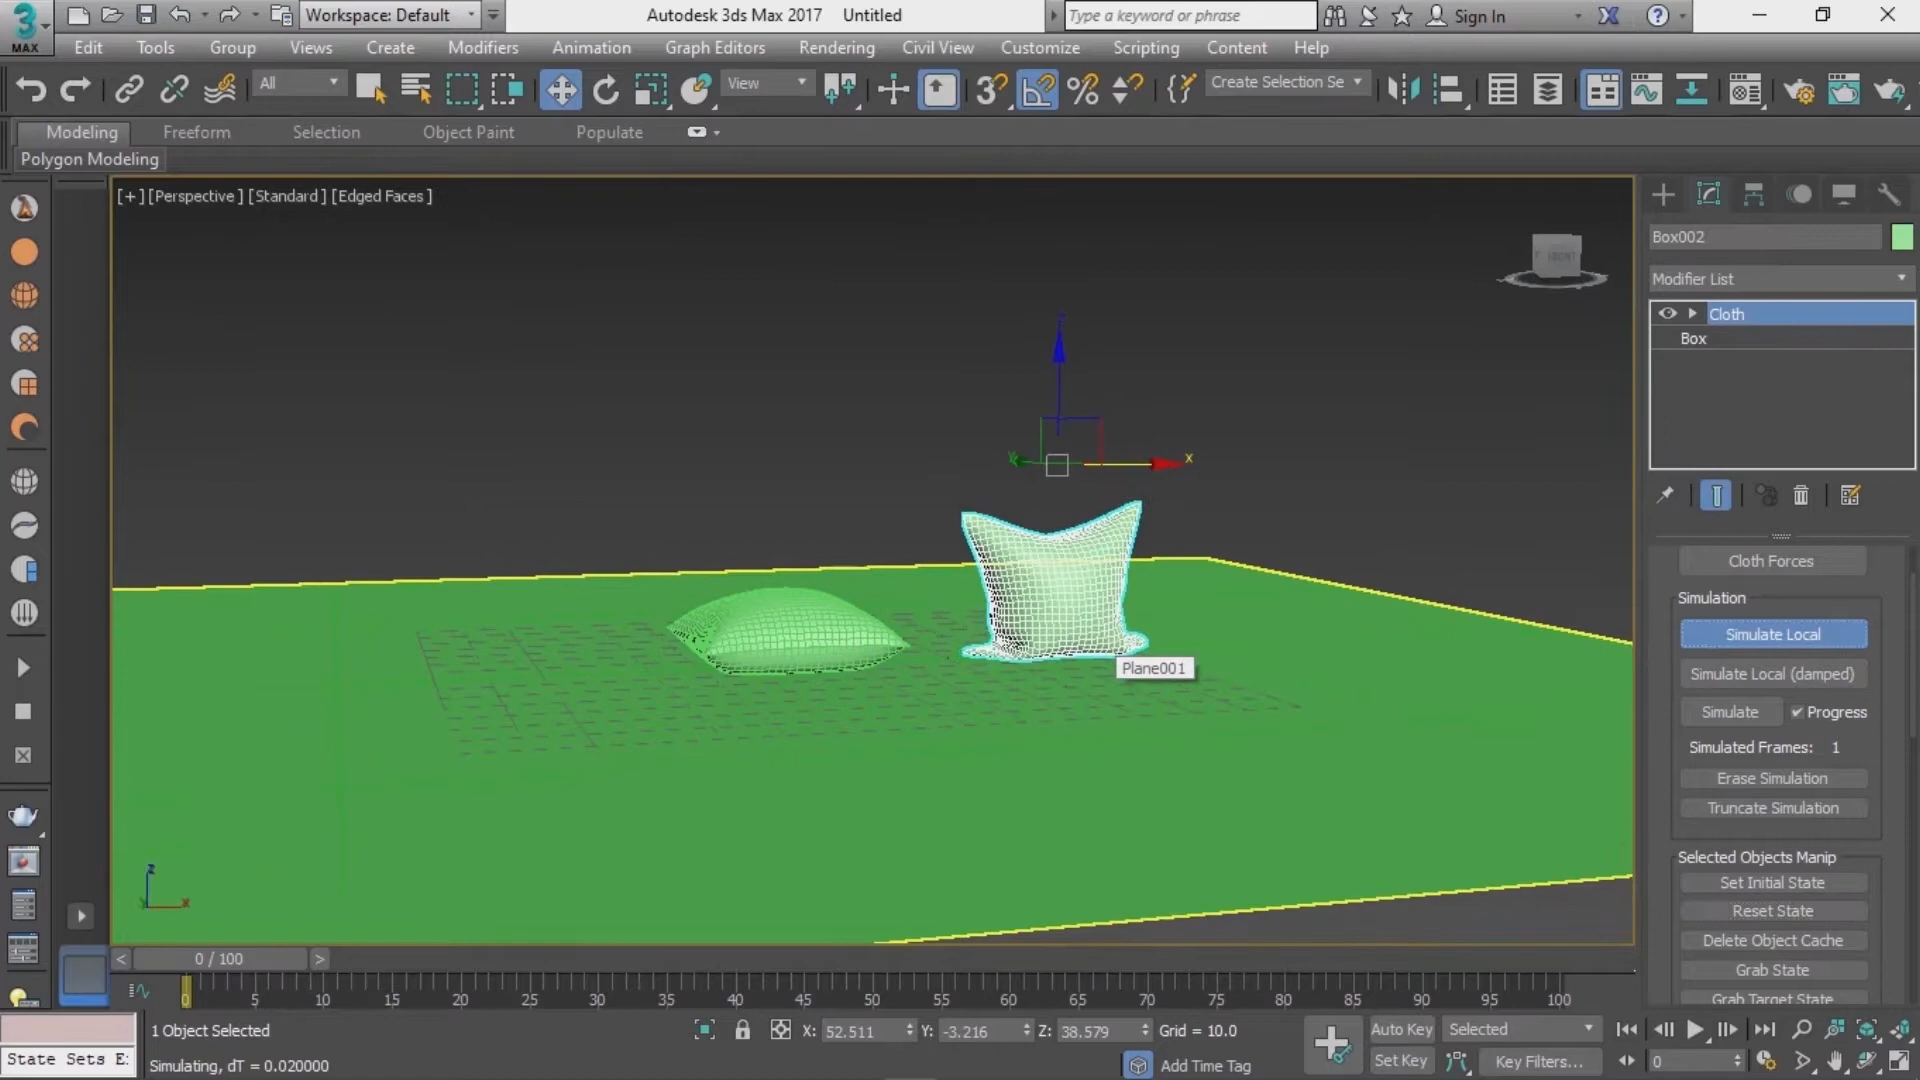 Workspace: Default
Autodesk 3ds Max 2017 Untitled
Type a keyword or phrase
Sign In
MAX
Edit Tools Group Views Create Modifiers Animation Graph Editors Rendering Civil View Customize Scripting Content Help
All
View
Create Selection Se
Modeling Freeform Selection Object Paint Populate
Polygon Modeling
[+] [Perspective] [Standard] [Edged Faces]
FRONT
z
x
Plane001
z
x
Box002
Modifier List
Cloth
Box
Cloth Forces
Simulation
Simulate Local
Simulate Local (damped)
Simulate Progress
Simulated Frames: 1
Erase Simulation
Truncate Simulation
Selected Objects Manip
Set Initial State
Reset State
Delete Object Cache
Grab State
Grab Target State
< 0 / 100 >
0 5 10 15 20 25 30 35 40 45 50 55 60 65 70 75 80 85 90 95 100
1 Object Selected
X: 52.511 Y: -3.216 Z: 38.579 Grid = 10.0
Auto Key Selected
State Sets E:
Simulating, dT = 0.020000
Add Time Tag
Set Key Key Filters... 0